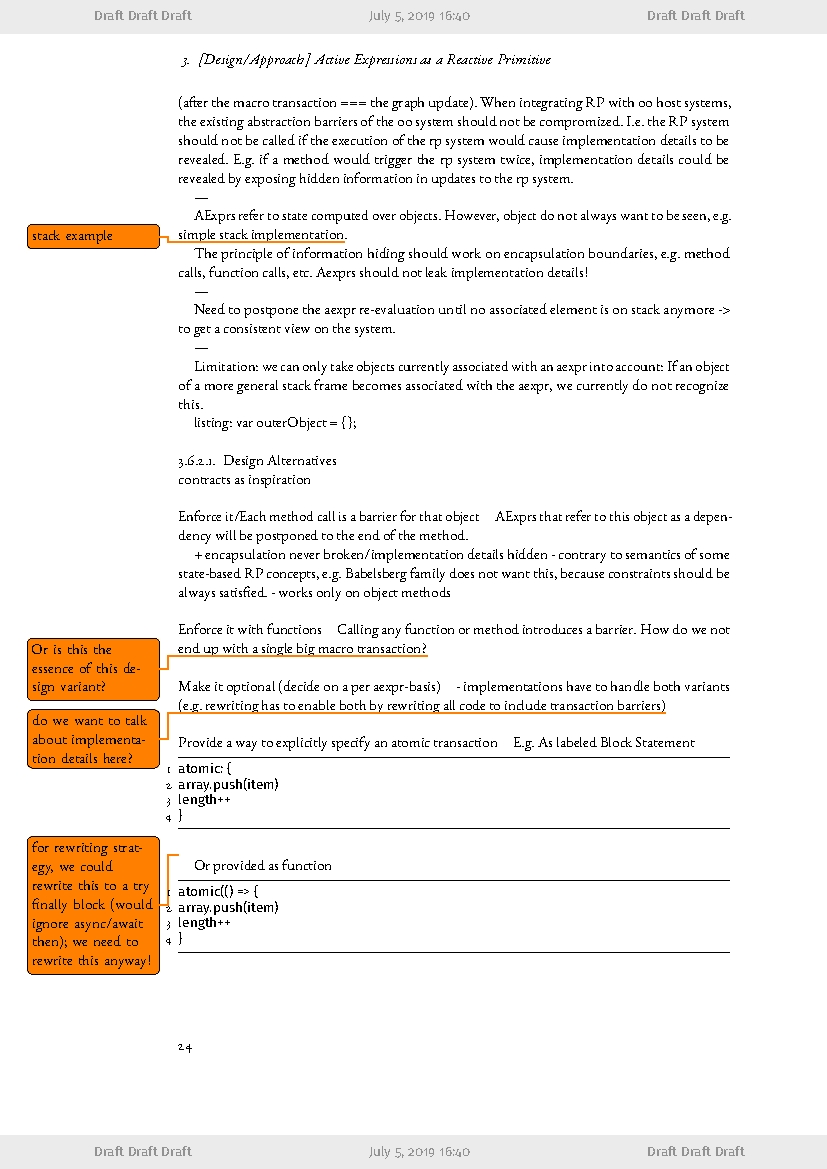 Draft Draft Draft July 5, 2019 16:40 Draft Draft Draft
3. [Design/Approach] Active Expressions as a Reactive Primitive
(after the macro transaction === the graph update). When integrating RP with oo host systems,
the existing abstraction barriers of the oo system should not be compromized. I.e. the RP system
should not be called if the execution of the rp system would cause implementation details to be
revealed. E.g. if a method would trigger the rp system twice, implementation details could be
revealed by exposing hidden information in updates to the rp system.
—
AExprs refer to state computed over objects. However, object do not always want to be seen, e.g.
stack example
simple stack implementation.
The principle of information hiding should work on encapsulation boundaries, e.g. method
calls, function calls, etc. Aexprs should not leak implementation details!
—
Need to postpone the aexpr re-evaluation until no associated element is on stack anymore ->
to get a consistent view on the system.
—
Limitation: we can only take objects currently associated with an aexpr into account: If an object
of a more general stack frame becomes associated with the aexpr, we currently do not recognize
this.
listing: var outerObject = {};
3.6.2.1. Design Alternatives
contracts as inspiration
Enforce it/Each method call is a barrier for that object AExprs that refer to this object as a depen-
dency will be postponed to the end of the method.
+ encapsulation never broken/implementation details hidden - contrary to semantics of some
state-based RP concepts, e.g. Babelsberg family does not want this, because constraints should be
always satisfied. - works only on object methods
Enforce it with functions Calling any function or method introduces a barrier. How do we not
end up with a single big macro transaction?
Or is this the
essence of this de-
sign variant?
Make it optional (decide on a per aexpr-basis) - implementations have to handle both variants
(e.g. rewriting has to enable both by rewriting all code to include transaction barriers)
do we want to talk
about implementa-
tion details here?
Provide a way to explicitly specify an atomic transaction E.g. As labeled Block Statement
1 atomic: {
2 array.push(item)
3 length++
4 }
for rewriting strat-
egy, we could
rewrite this to a try
finally block (would
ignore async/await
then); we need to
rewrite this anyway!
Or provided as function
1 atomic(() => {
2 array.push(item)
3 length++
4 }
24
Draft Draft Draft July 5, 2019 16:40 Draft Draft Draft